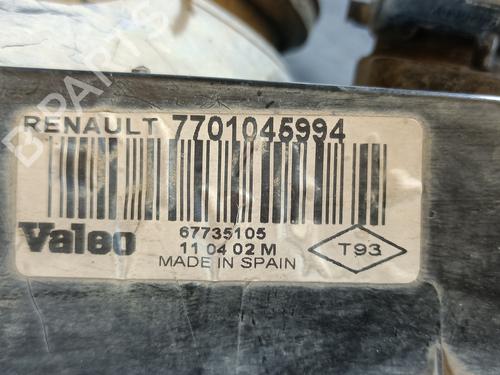 RENAULT 7701045994
Valeo
67735105
11 04 02 M
MADE IN SPAIN
T93